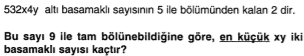 532x4y altı basamaklı sayısının 5 ile bölümünden kalan 2 dir.
Bu sayı 9 ile tam bölünebildiğine göre, en küçük xy iki
basamaklı sayısı kaçtır?